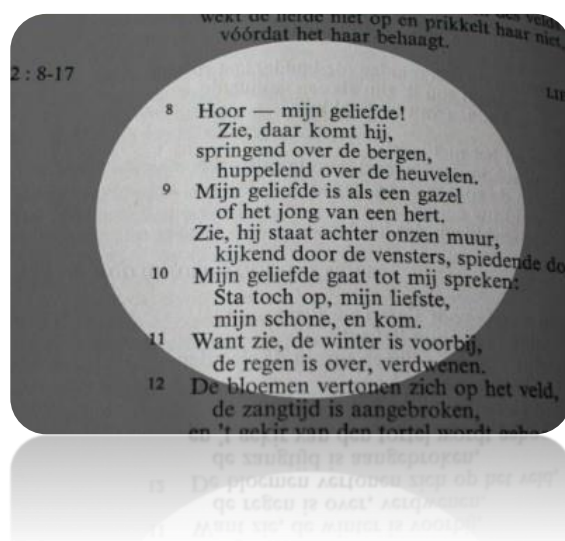 wekt de liefde niet op en prikkelt haar niet,
vóórdat het haar behaagt.
2 : 8-17
8 Hoor — mijn geliefde!
Zie, daar komt hij,
springend over de bergen,
huppelend over de heuvelen.
9 Mijn geliefde is als een gazel
of het jong van een hert.
Zie, hij staat achter onzen muur,
kijkend door de vensters, spiedende do
10 Mijn geliefde gaat tot mij spreken:
Sta toch op, mijn liefste,
mijn schone, en kom.
11 Want zie, de winter is voorbij,
de regen is over, verdwenen.
12 De bloemen vertonen zich op het veld,
de zangtijd is aangebroken,
en 't gekir van den tortel wordt